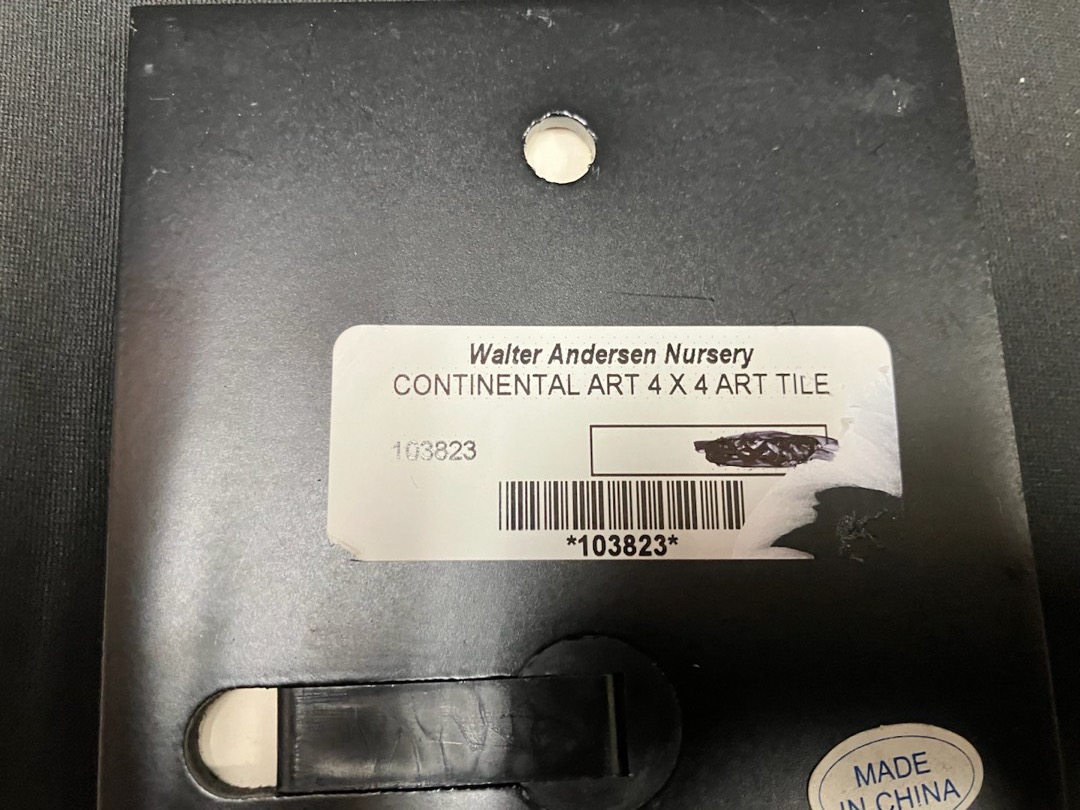 Walter Andersen Nursery
CONTINENTAL ART 4 X 4 ART TILE
103823
*103823*
MADE
IN CHINA